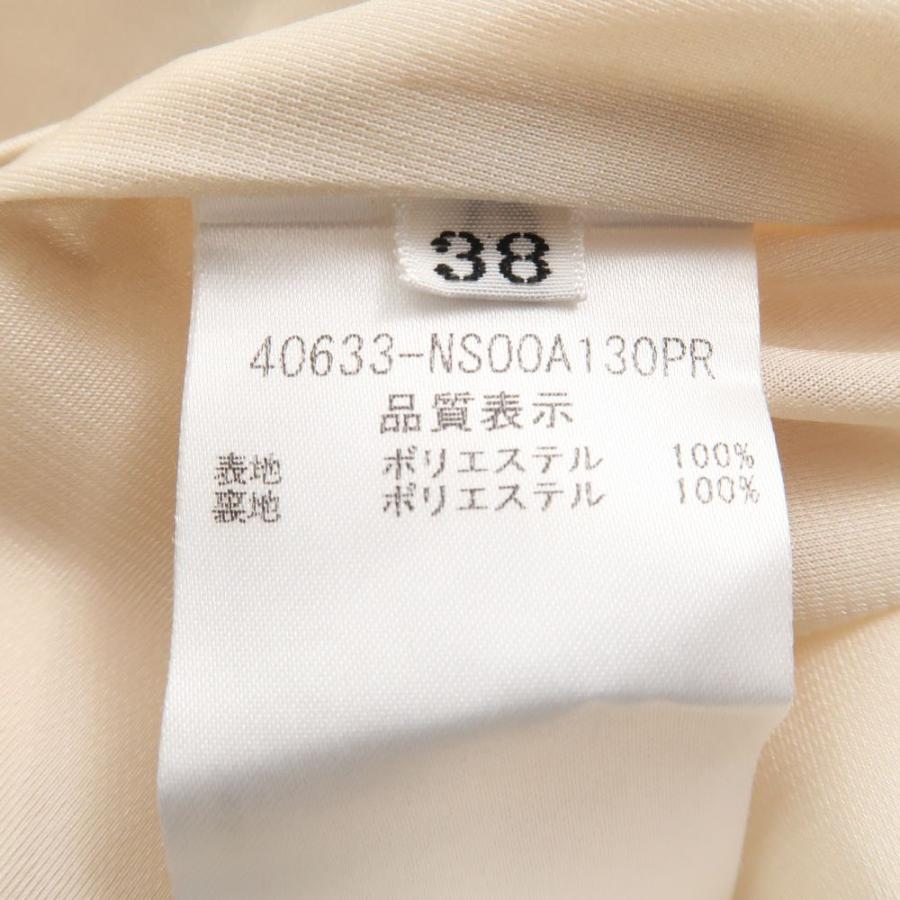 38
40633-NS00A130PR
品質表示
表地 ポリエステル 100%
裏地 ポリエステル 100%